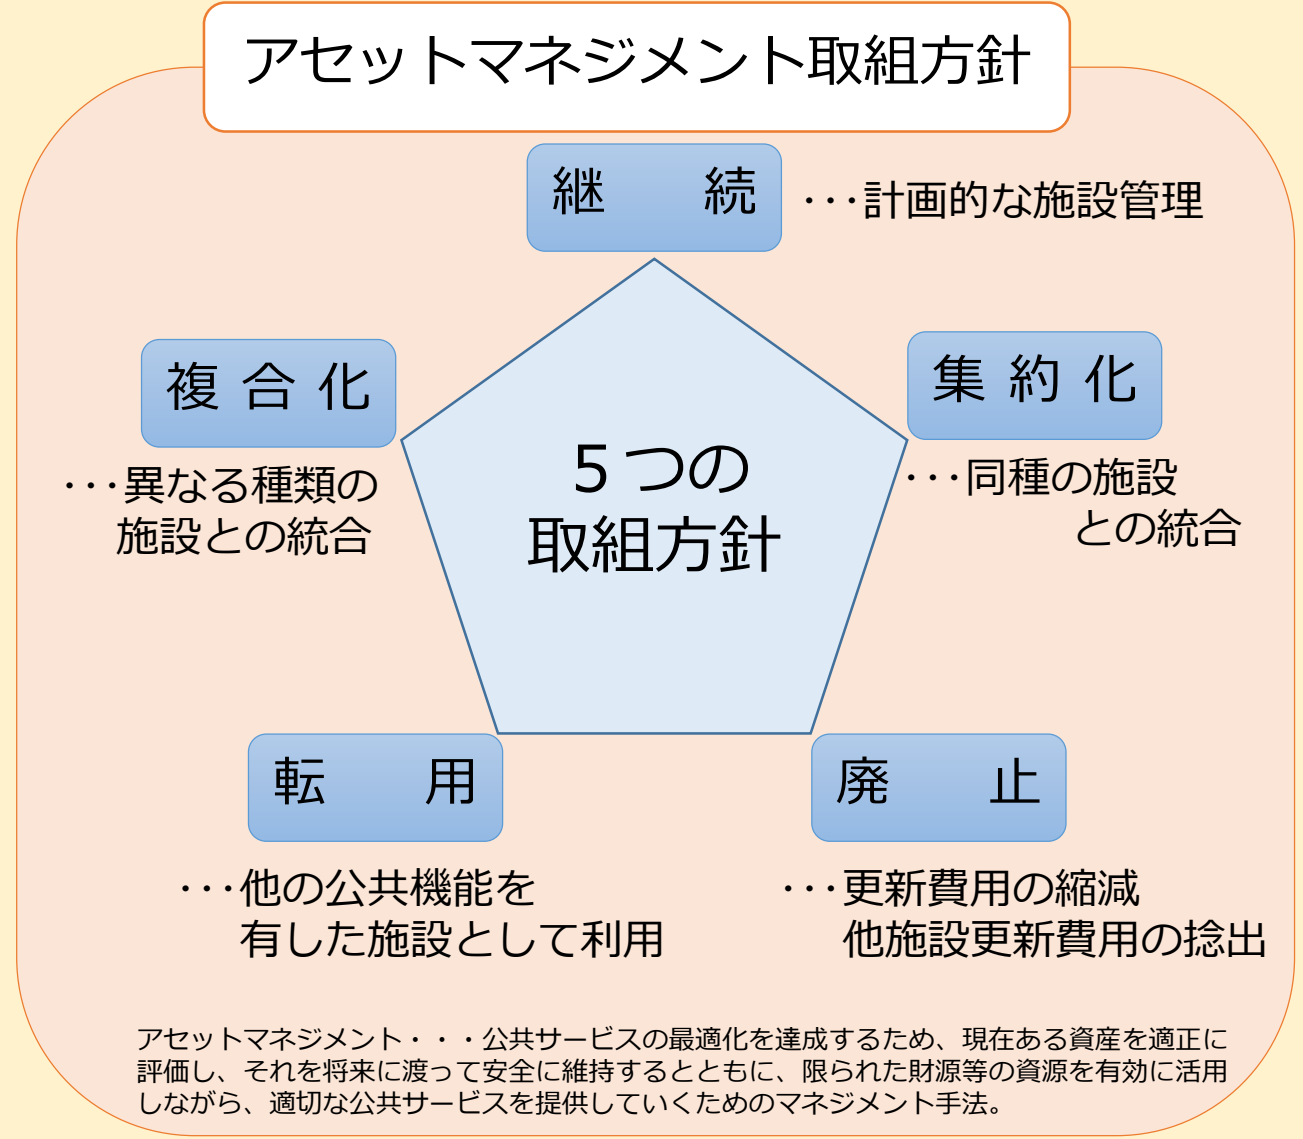 アセットマネジメント取組方針
継　続
・・・計画的な施設管理
複合化
・・・異なる種類の
施設との統合
集約化
・・・同種の施設
との統合
５つの
取組方針
転　用
・・・他の公共機能を
有した施設として利用
廃　止
・・・更新費用の縮減
他施設更新費用の捻出
アセットマネジメント・・・公共サービスの最適化を達成するため、現在ある資産を適正に
評価し、それを将来に渡って安全に維持するとともに、限られた財源等の資源を有効に活用
しながら、適切な公共サービスを提供していくためのマネジメント手法。